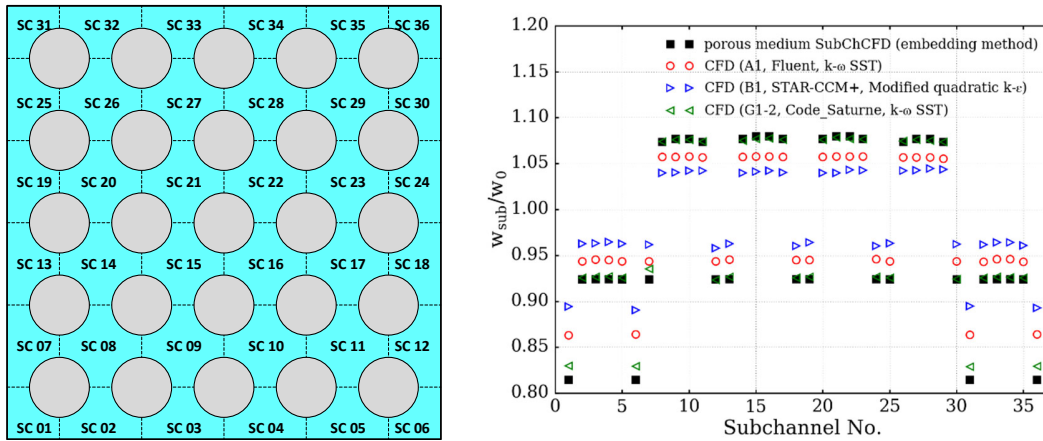 SC 31 SC 32 SC 33 SC 34 SC 35 SC 36
SC 25 SC 26 SC 27 SC 28 SC 29 SC 30
SC 19 SC 20 SC 21 SC 22 SC 23 SC 24
SC 13 SC 14 SC 15 SC 16 SC 17 SC 18
SC 07 SC 08 SC 09 SC 10 SC 11 SC 12
SC 01 SC 02 SC 03 SC 04 SC 05 SC 06
porous medium SubChCFD (embedding method)
CFD (A1, Fluent, k-ω SST)
CFD (B1, STAR-CCM+, Modified quadratic k-ε)
CFD (G1-2, Code_Saturne, k-ω SST)
w_sub/w_0
1.20
1.15
1.10
1.05
1.00
0.95
0.90
0.85
0.80
0 5 10 15 20 25 30 35
Subchannel No.